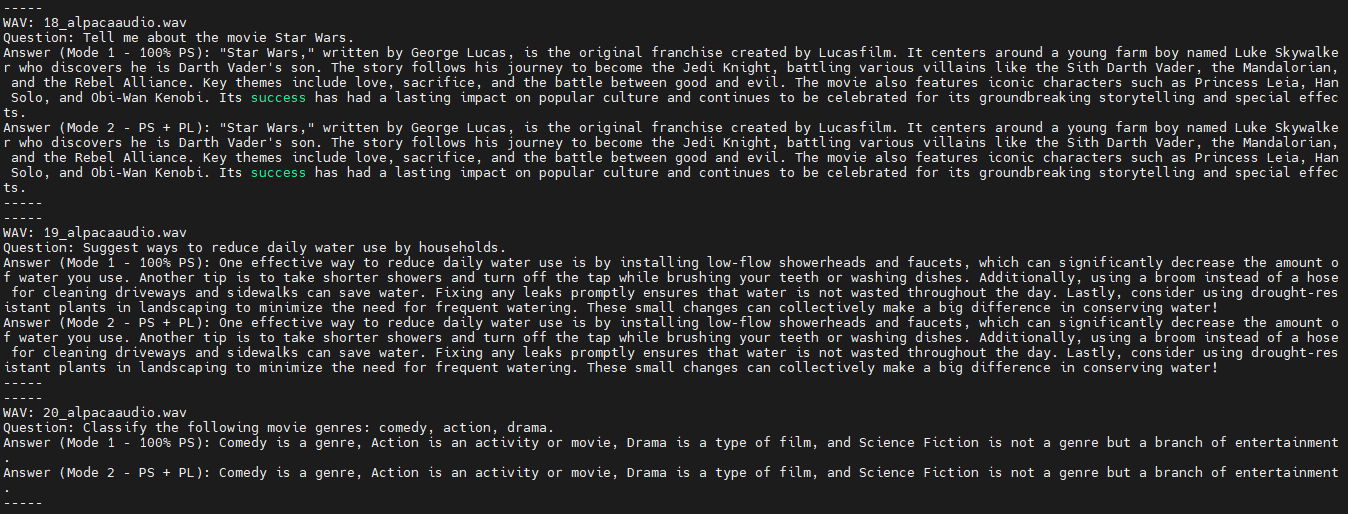 -----
WAV: 18_alpacaaudio.wav
Question: Tell me about the movie Star Wars.
Answer (Mode 1 - 100% PS): "Star Wars," written by George Lucas, is the original franchise created by Lucasfilm. It centers around a young farm boy named Luke Skywalke
r who discovers he is Darth Vader's son. The story follows his journey to become the Jedi Knight, battling various villains like the Sith Darth Vader, the Mandalorian,
 and the Rebel Alliance. Key themes include love, sacrifice, and the battle between good and evil. The movie also features iconic characters such as Princess Leia, Han
 Solo, and Obi-Wan Kenobi. Its success has had a lasting impact on popular culture and continues to be celebrated for its groundbreaking storytelling and special effec
ts.
Answer (Mode 2 - PS + PL): "Star Wars," written by George Lucas, is the original franchise created by Lucasfilm. It centers around a young farm boy named Luke Skywalke
r who discovers he is Darth Vader's son. The story follows his journey to become the Jedi Knight, battling various villains like the Sith Darth Vader, the Mandalorian,
 and the Rebel Alliance. Key themes include love, sacrifice, and the battle between good and evil. The movie also features iconic characters such as Princess Leia, Han
 Solo, and Obi-Wan Kenobi. Its success has had a lasting impact on popular culture and continues to be celebrated for its groundbreaking storytelling and special effec
ts.
-----
-----
WAV: 19_alpacaaudio.wav
Question: Suggest ways to reduce daily water use by households.
Answer (Mode 1 - 100% PS): One effective way to reduce daily water use is by installing low-flow showerheads and faucets, which can significantly decrease the amount o
f water you use. Another tip is to take shorter showers and turn off the tap while brushing your teeth or washing dishes. Additionally, using a broom instead of a hose
 for cleaning driveways and sidewalks can save water. Fixing any leaks promptly ensures that water is not wasted throughout the day. Lastly, consider using drought-res
istant plants in landscaping to minimize the need for frequent watering. These small changes can collectively make a big difference in conserving water!
Answer (Mode 2 - PS + PL): One effective way to reduce daily water use is by installing low-flow showerheads and faucets, which can significantly decrease the amount o
f water you use. Another tip is to take shorter showers and turn off the tap while brushing your teeth or washing dishes. Additionally, using a broom instead of a hose
 for cleaning driveways and sidewalks can save water. Fixing any leaks promptly ensures that water is not wasted throughout the day. Lastly, consider using drought-res
istant plants in landscaping to minimize the need for frequent watering. These small changes can collectively make a big difference in conserving water!
-----
-----
WAV: 20_alpacaaudio.wav
Question: Classify the following movie genres: comedy, action, drama.
Answer (Mode 1 - 100% PS): Comedy is a genre, Action is an activity or movie, Drama is a type of film, and Science Fiction is not a genre but a branch of entertainment
.
Answer (Mode 2 - PS + PL): Comedy is a genre, Action is an activity or movie, Drama is a type of film, and Science Fiction is not a genre but a branch of entertainment
.
-----